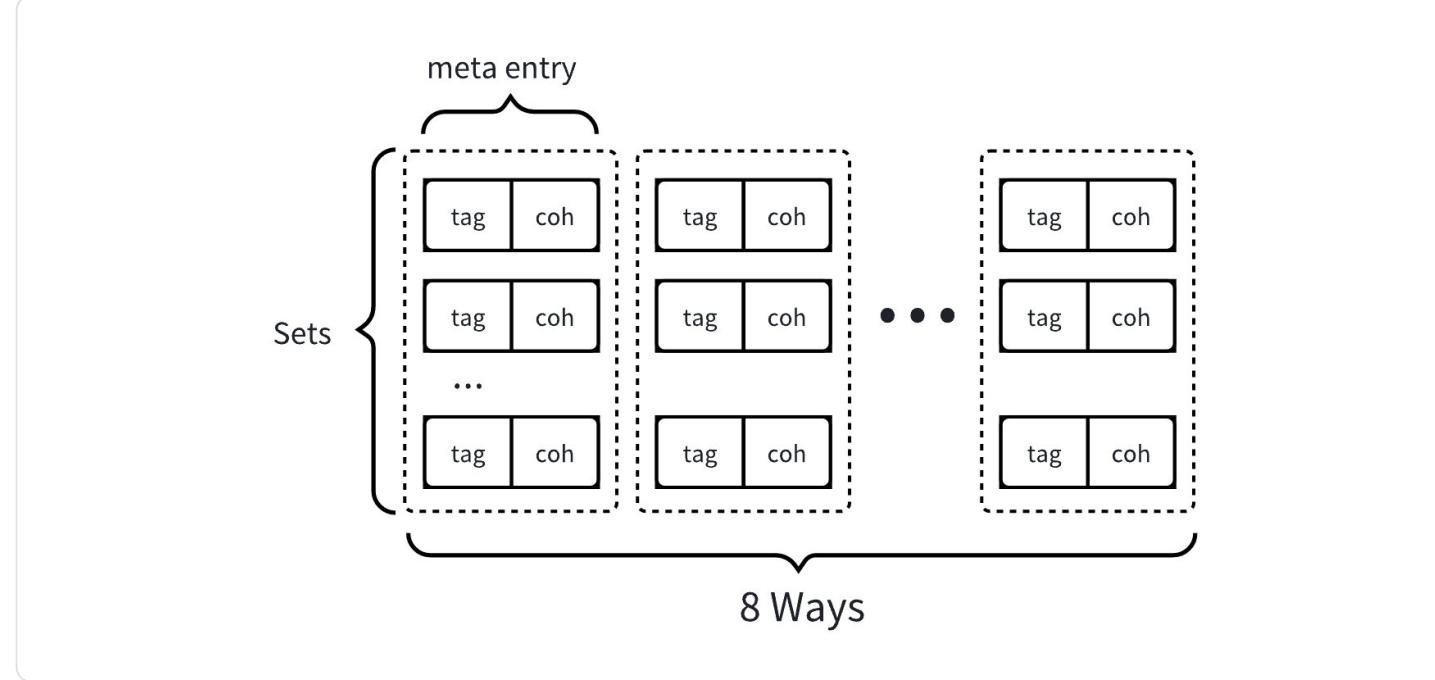 meta entry
tag coh tag coh tag coh
tag coh tag coh ● ● ● tag coh
Sets
...
tag coh tag coh tag coh
8 Ways